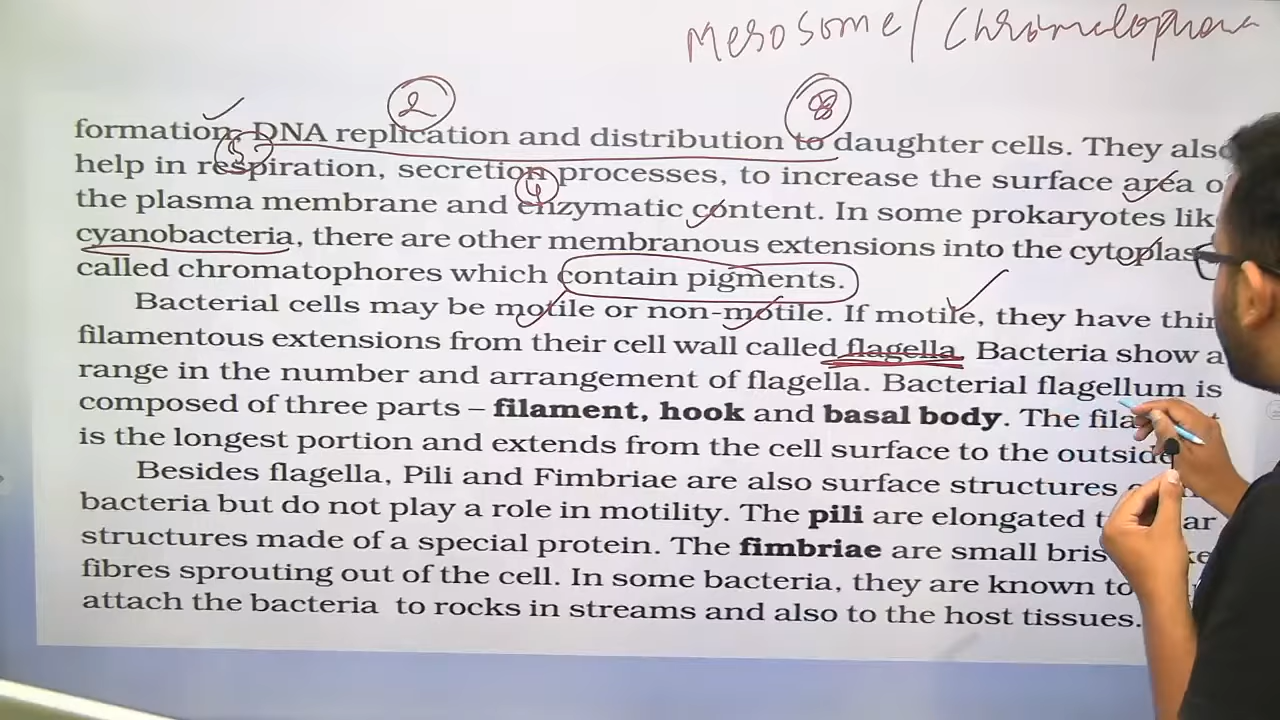 Mesosome/ Chromatophore
2
8
formation, DNA replication and distribution to daughter cells. They also
help in respiration, secretion processes, to increase the surface area o
4
the plasma membrane and enzymatic content. In some prokaryotes lik
cyanobacteria, there are other membranous extensions into the cytoplas
called chromatophores which contain pigments.
Bacterial cells may be motile or non-motile. If motile, they have thin
filamentous extensions from their cell wall called flagella. Bacteria show a
range in the number and arrangement of flagella. Bacterial flagellum is
composed of three parts – filament, hook and basal body. The fila
is the longest portion and extends from the cell surface to the outside
Besides flagella, Pili and Fimbriae are also surface structures
bacteria but do not play a role in motility. The pili are elongated
structures made of a special protein. The fimbriae are small bris
fibres sprouting out of the cell. In some bacteria, they are known to
attach the bacteria to rocks in streams and also to the host tissues.